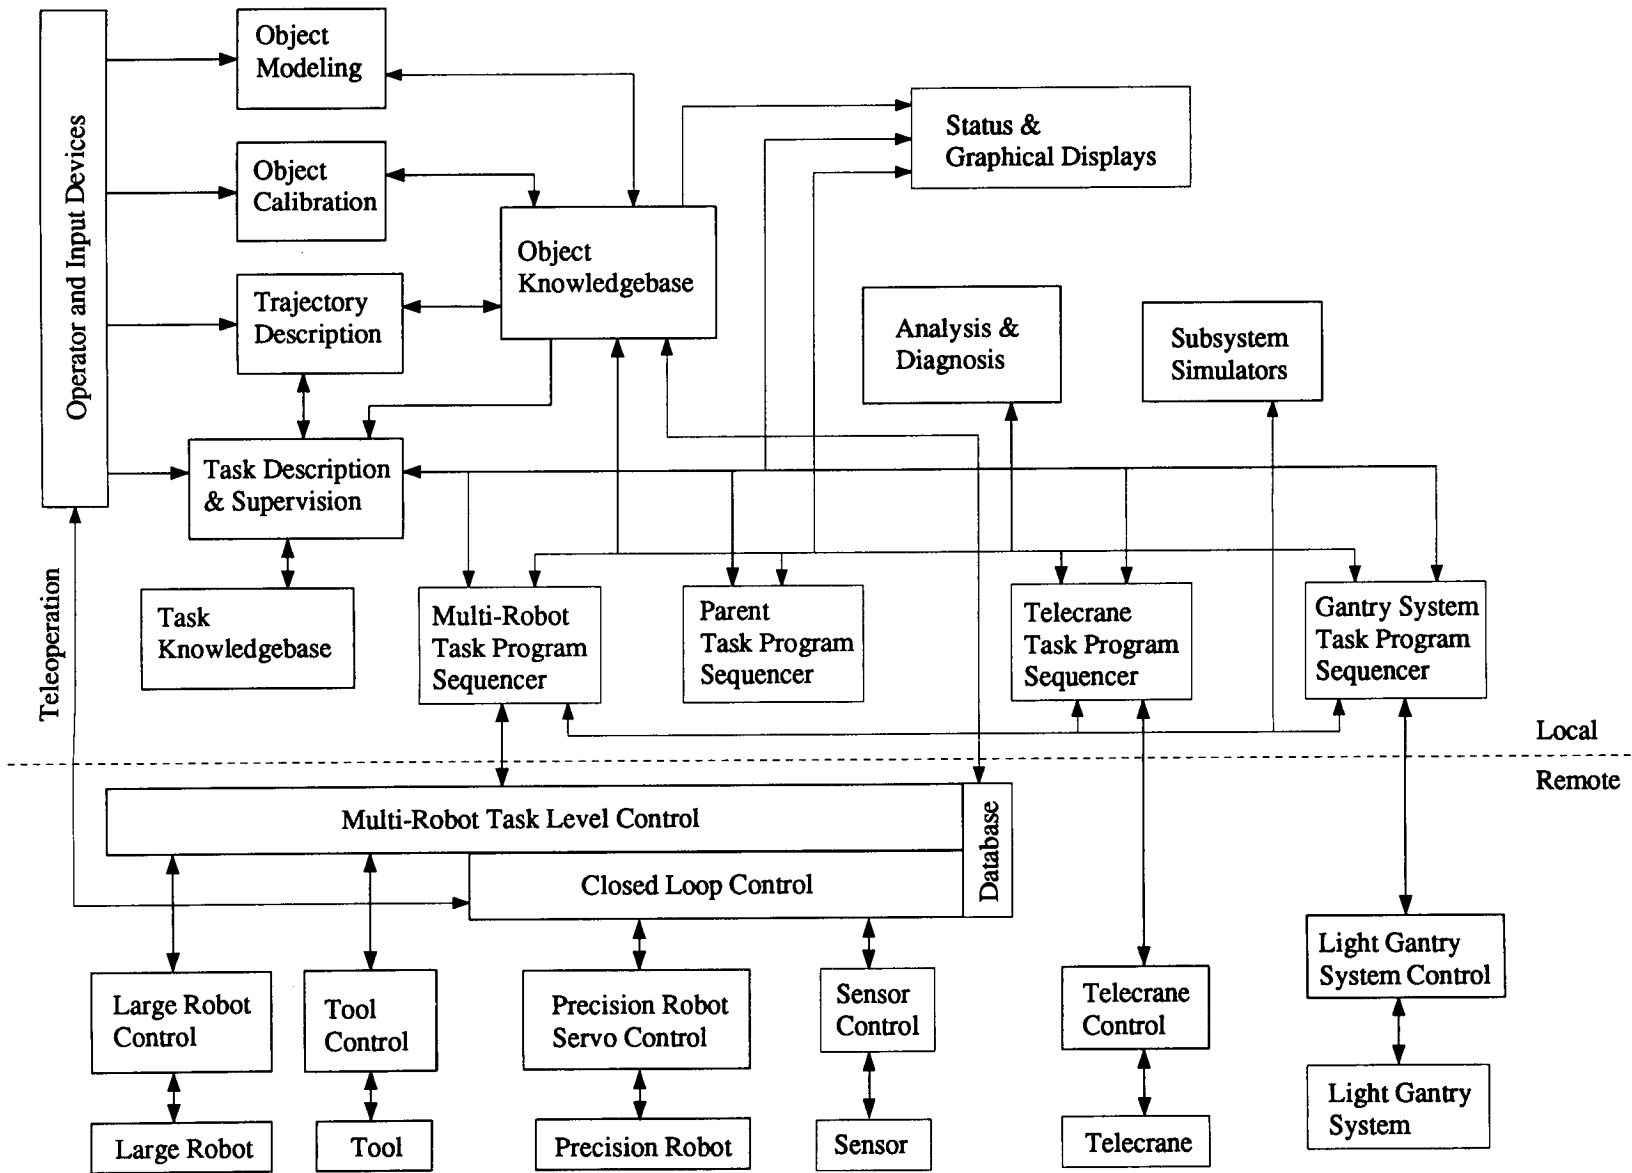 Operator and Input Devices
Object
Modeling
Status &
Graphical Displays
Object
Calibration
Object
Knowledgebase
Trajectory
Description
Analysis &
Diagnosis
Subsystem
Simulators
Task Description
& Supervision
Teleoperation
Task
Knowledgebase
Multi-Robot
Task Program
Sequencer
Parent
Task Program
Sequencer
Telecrane
Task Program
Sequencer
Gantry System
Task Program
Sequencer
Local
Remote
Multi-Robot Task Level Control
Database
Closed Loop Control
Large Robot
Control
Tool
Control
Precision Robot
Servo Control
Sensor
Control
Telecrane
Control
Light Gantry
System Control
Large Robot
Tool
Precision Robot
Sensor
Telecrane
Light Gantry
System